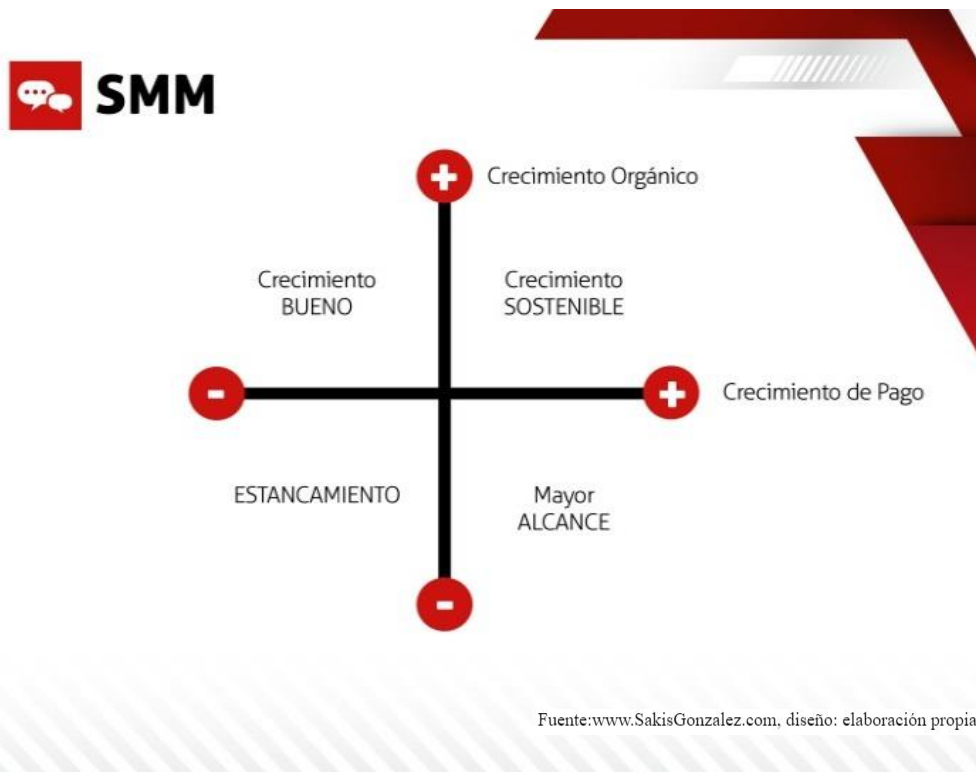 SMM
+
Crecimiento Orgánico
Crecimiento
BUENO
Crecimiento
SOSTENIBLE
-
+
Crecimiento de Pago
ESTANCAMIENTO
Mayor
ALCANCE
-
Fuente:www.SakisGonzalez.com, diseño: elaboración propia